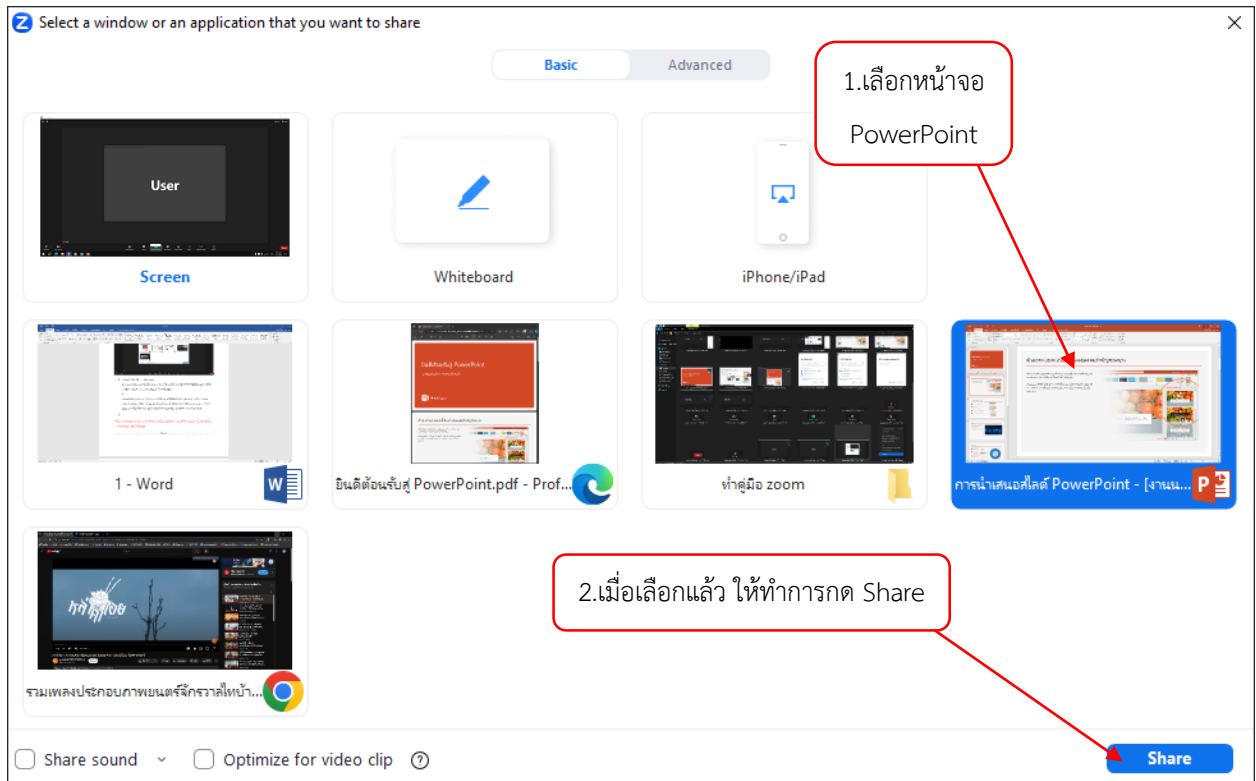 Select a window or an application that you want to share
Basic
Advanced
1.เลือกหน้าจอ
PowerPoint
User
Screen
Whiteboard
iPhone/iPad
1 - Word
ยินดีต้อนรับสู่ PowerPoint.pdf - Prof...
ทำคู่มือ zoom
การนำเสนอสไลด์ PowerPoint - [งานน...
2.เมื่อเลือกแล้ว ให้ทำการกด Share
รวมเพลงประกอบภาพยนตร์จักรวาลไทบ้า...
Share sound
Optimize for video clip
Share